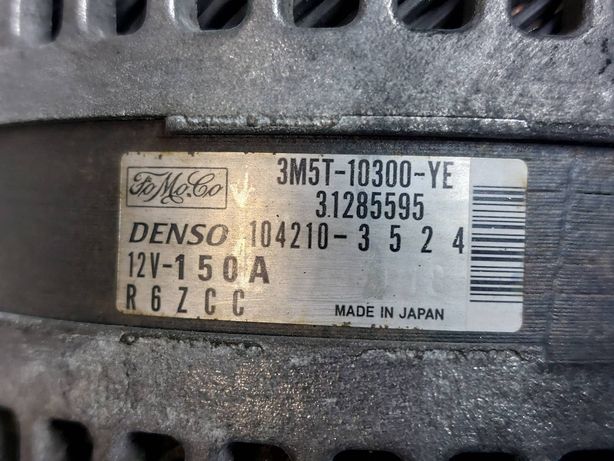 FoMoCo
3M5T-10300-YE
31285595
DENSO 104210-3524
12V-150A
R6ZCC
MADE IN JAPAN